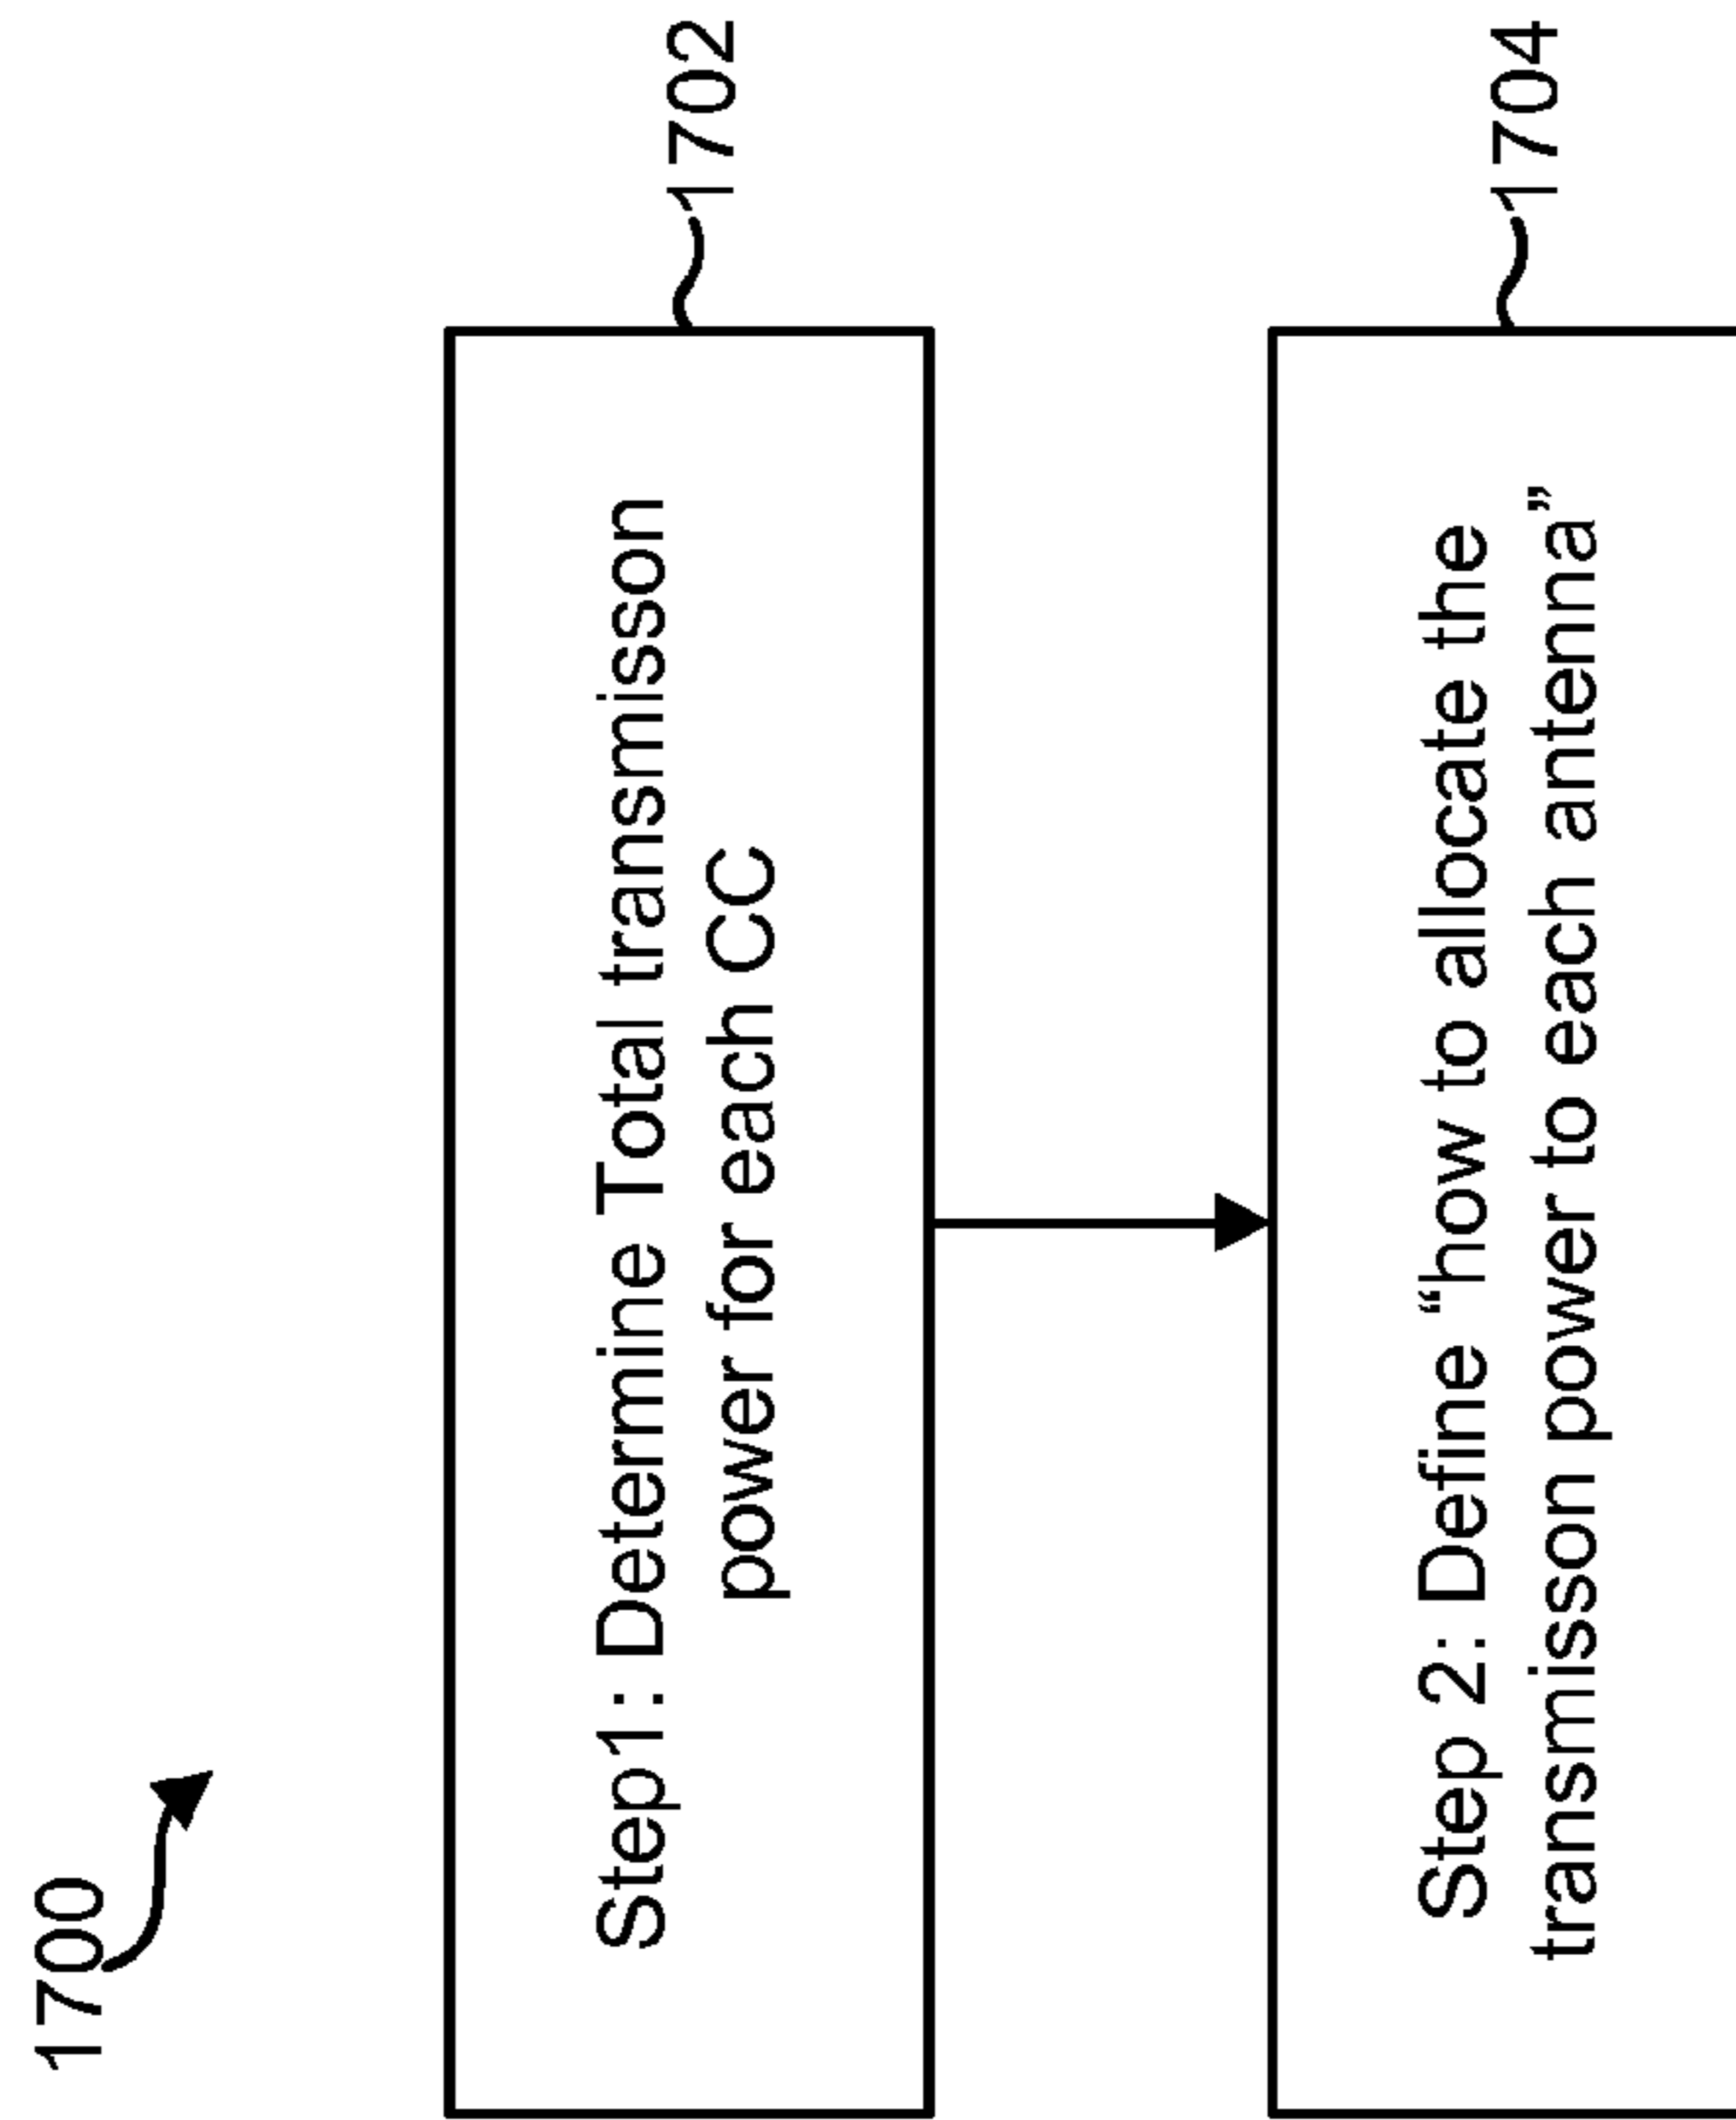 1700
Step1: Determine Total transmisson
power for each CC
1702
Step 2: Define “how to allocate the
transmisson power to each antenna”
1704